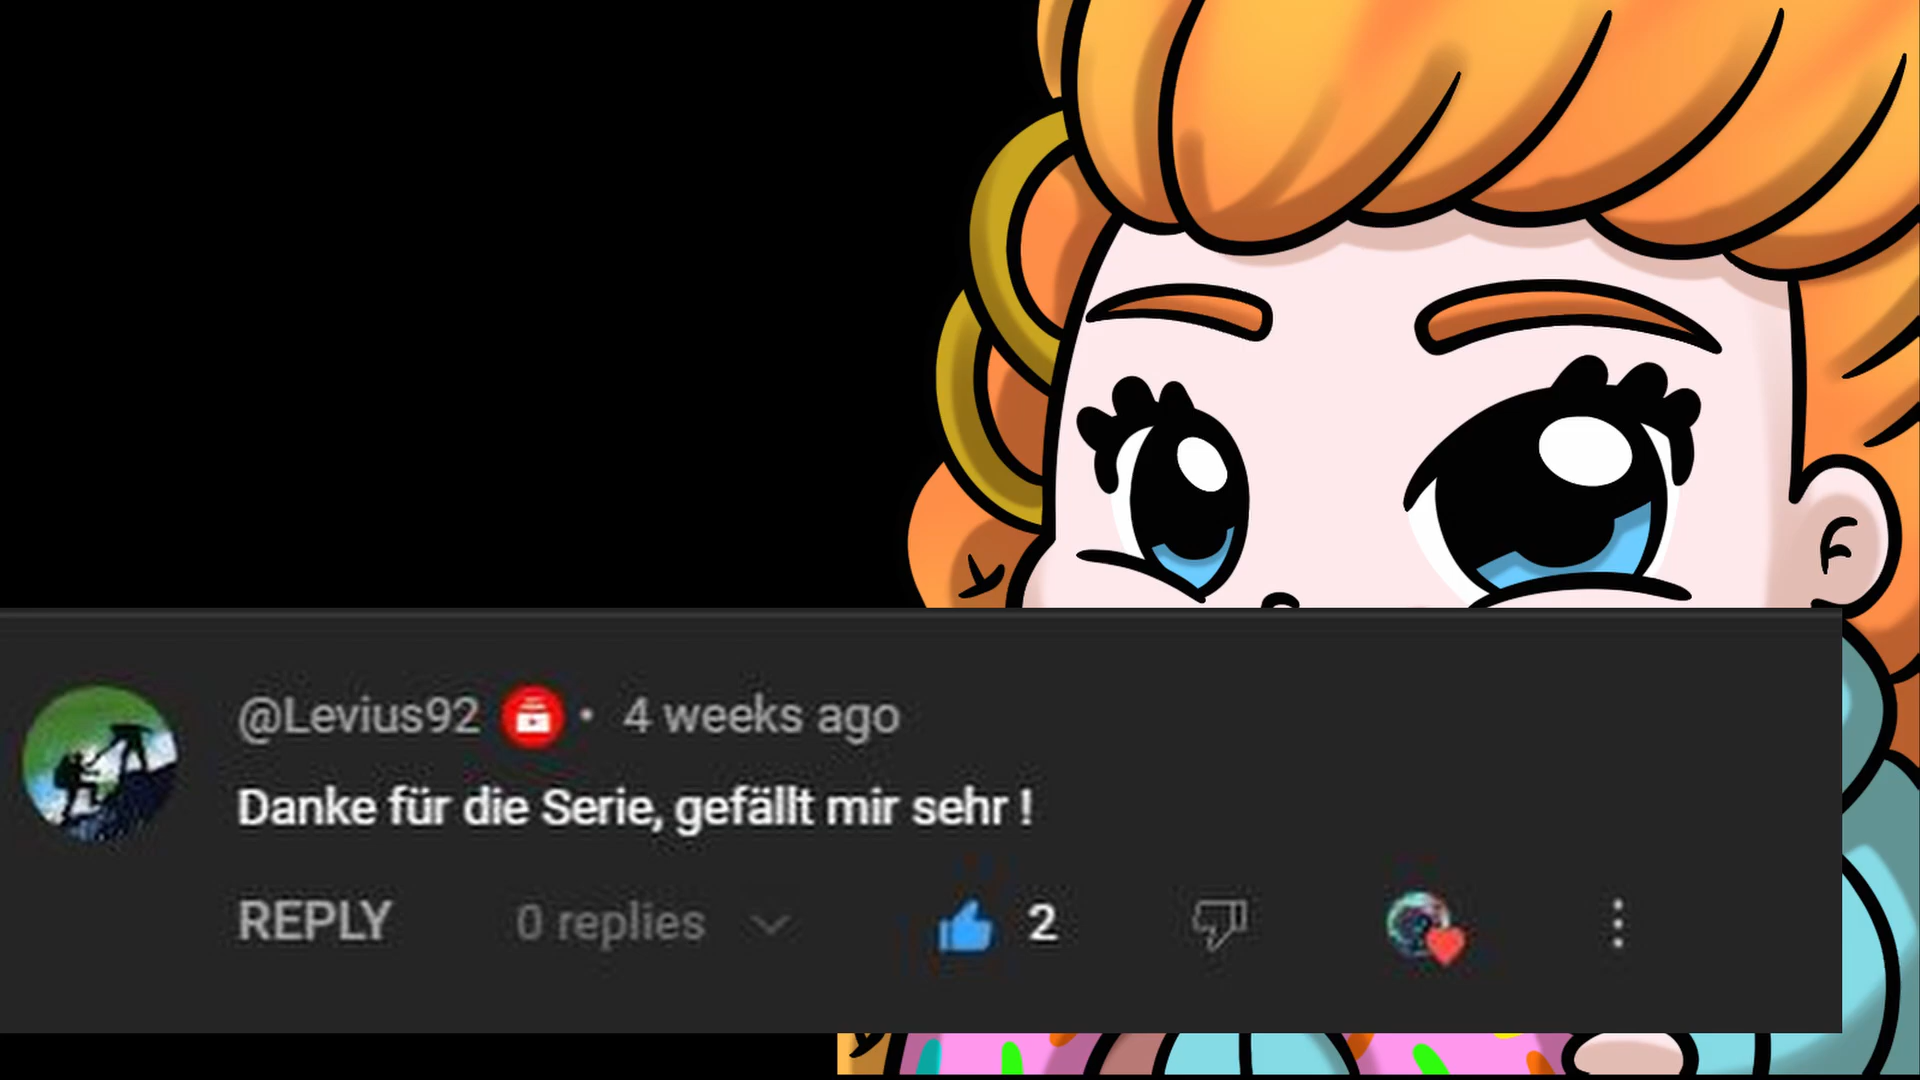 @Levius92 • 4 weeks ago
Danke für die Serie, gefällt mir sehr !
REPLY 0 replies 2